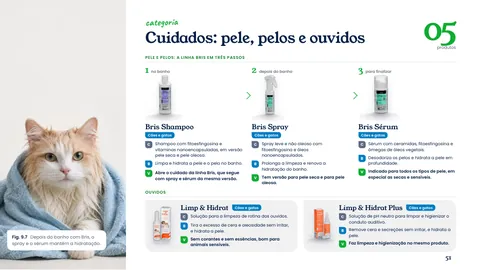 categoria
Cuidados: pele, pelos e ouvidos
05
produtos
PELE E PELOS: A LINHA BRIS EM TRÊS PASSOS
1 no banho
2 depois do banho
3 para finalizar
Bris Shampoo
Cães e gatos
C Shampoo com fitoesfingosina e
vitaminas nanoencapsuladas, em versão
pele seca e pele oleosa.
B Limpa e hidrata a pele e o pelo no banho.
V Abre o cuidado da linha Bris, que segue
com spray e sérum da mesma versão.
Bris Spray
Cães e gatos
C Spray leve e não oleoso com
fitoesfingosina e óleos
nanoencapsulados.
B Prolonga a limpeza e renova a
hidratação do banho.
V Tem versão para pele seca e para pele
oleosa.
Bris Sérum
Cães e gatos
C Sérum com ceramidas, fitoesfingosina e
ômegas de óleos vegetais.
B Desodoriza os pelos e hidrata a pele em
profundidade.
V Indicado para todos os tipos de pele, em
especial as secas e sensíveis.
OUVIDOS
Limp & Hidrat
Cães e gatos
C Solução para a limpeza de rotina dos ouvidos.
B Tira o excesso de cera e oleosidade sem irritar,
e hidrata a pele.
V Sem corantes e sem essências, bom para
animais sensíveis.
Limp & Hidrat Plus
Cães e gatos
C Solução de pH neutro para limpar e higienizar o
conduto auditivo.
B Remove cera e secreções sem irritar, e hidrata
a pele.
V Faz limpeza e higienização no mesmo produto.
Fig. 9.7 Depois do banho com Bris, o
spray e o sérum mantêm a hidratação.
52